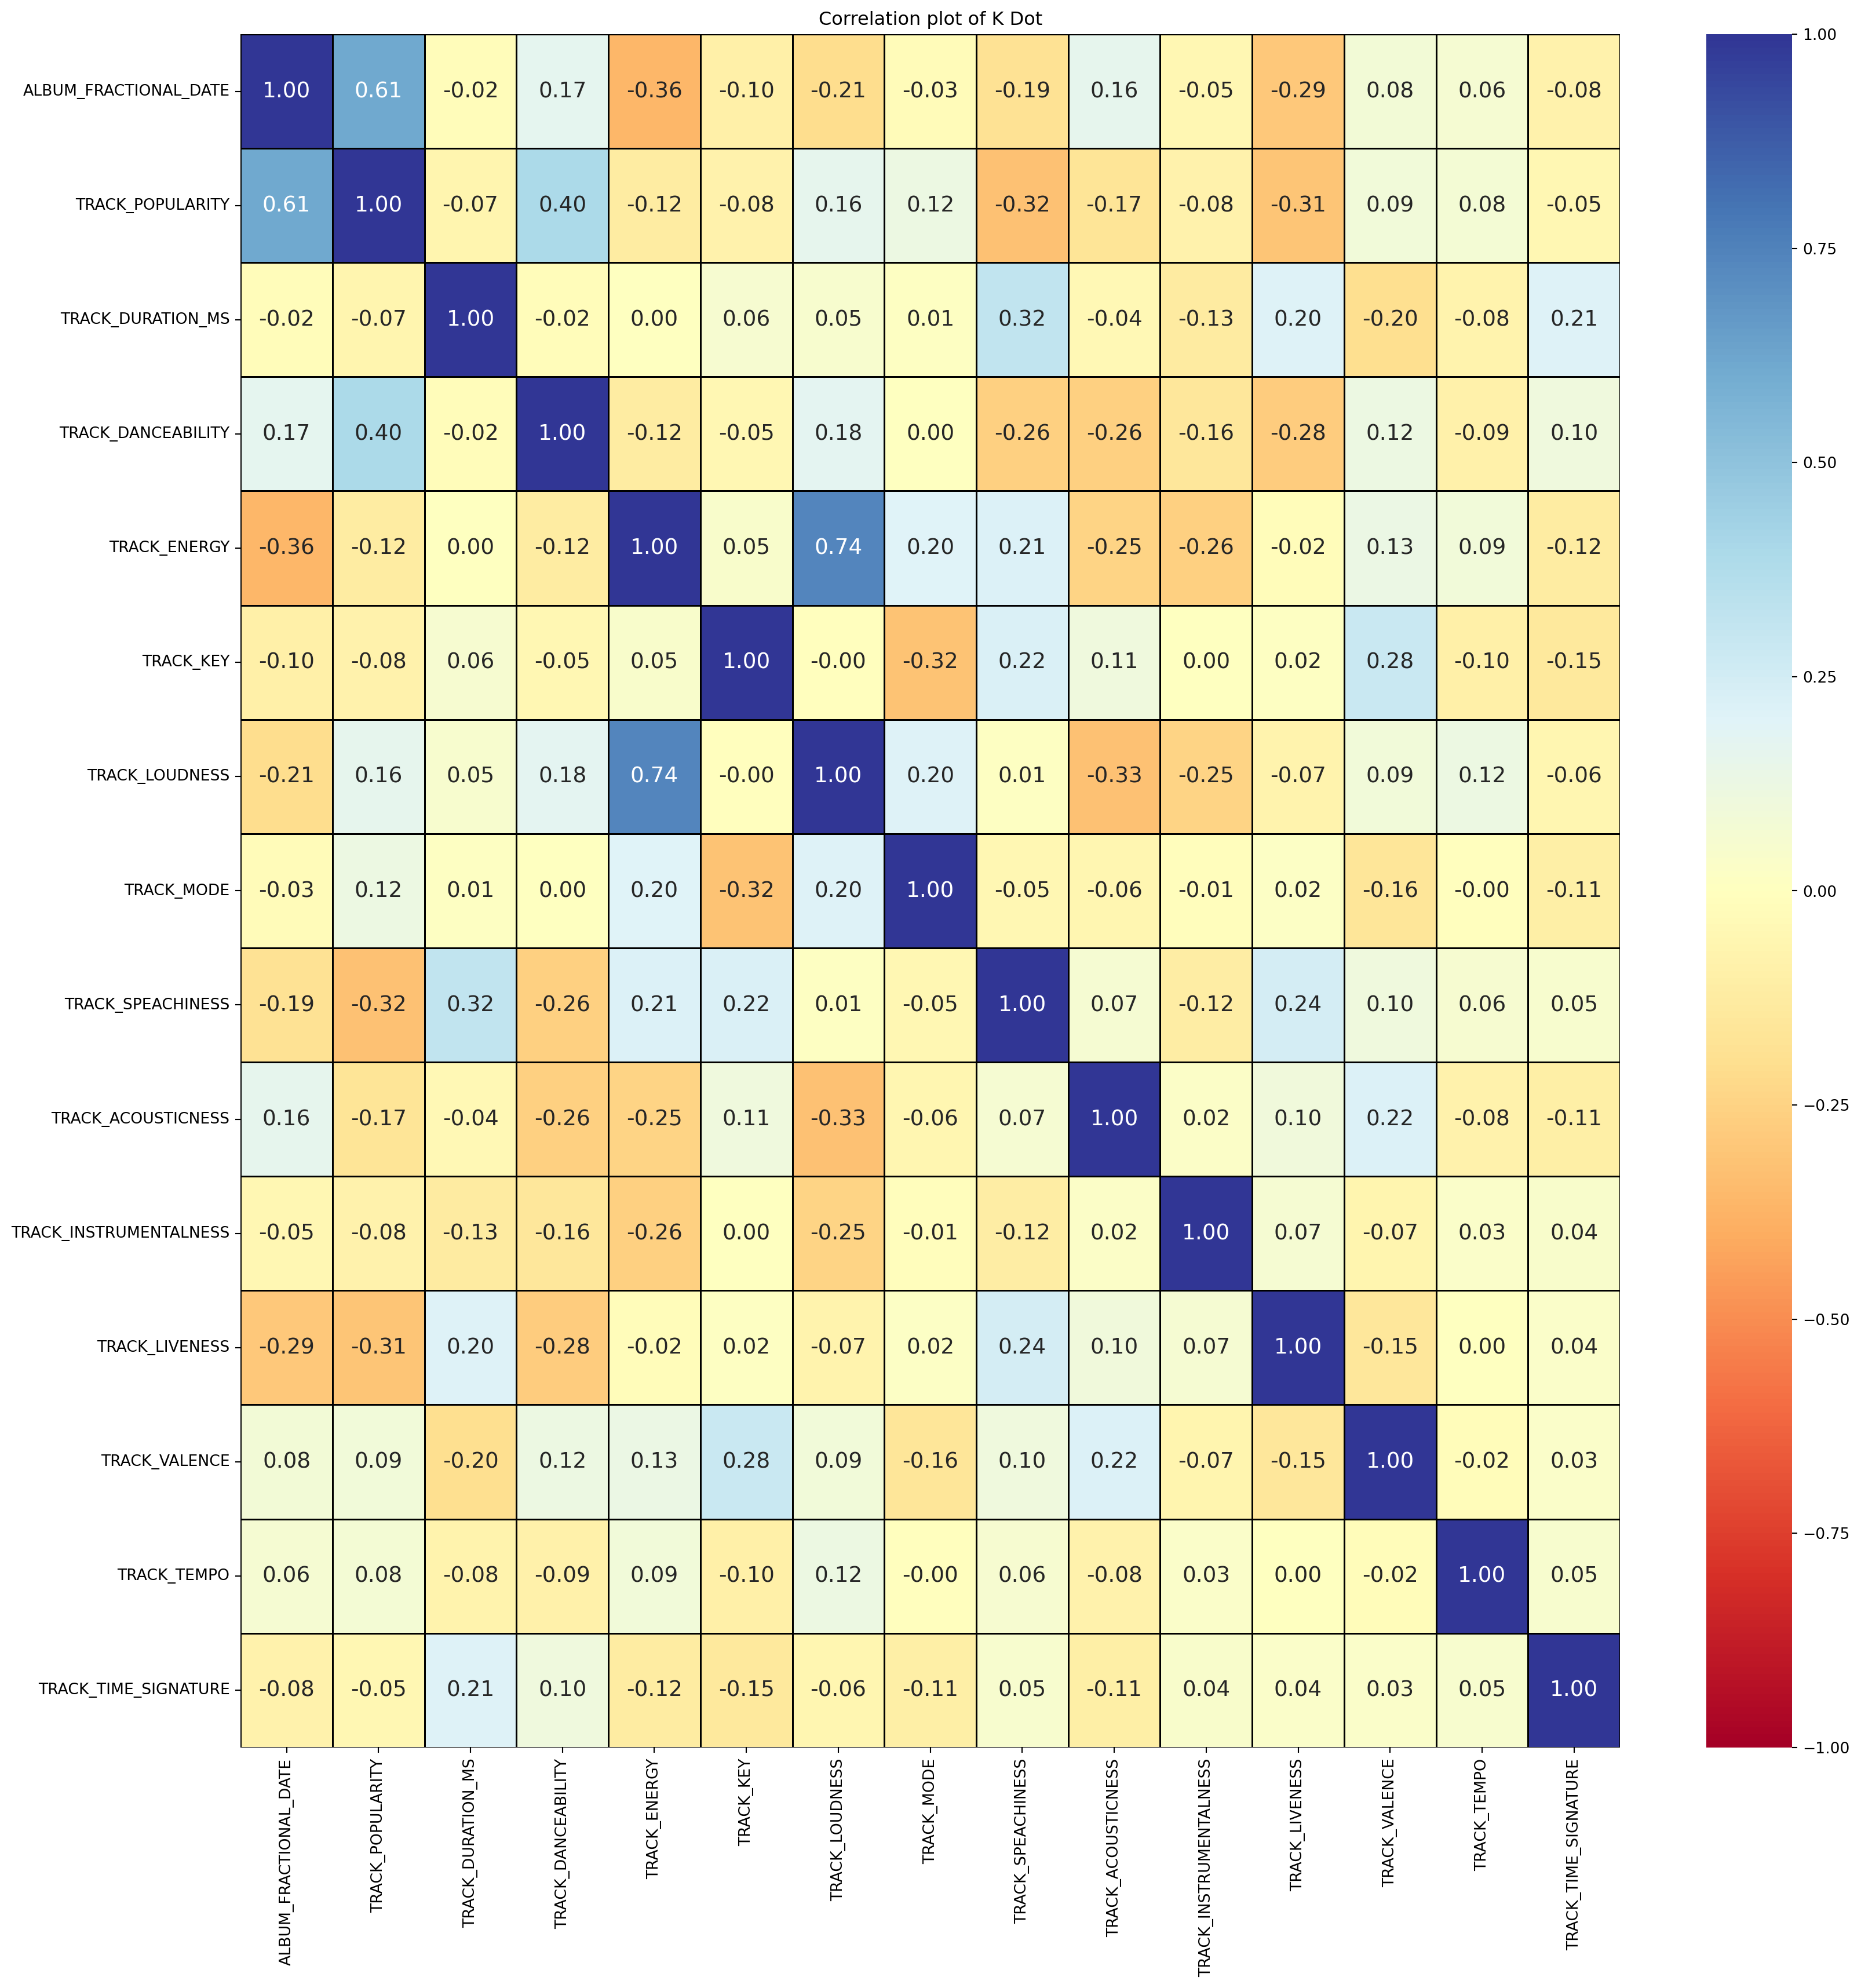 Correlation plot of K Dot
ALBUM_FRACTIONAL_DATE 1.00 0.61 -0.02 0.17 -0.36 -0.10 -0.21 -0.03 -0.19 0.16 -0.05 -0.29 0.08 0.06 -0.08
TRACK_POPULARITY 0.61 1.00 -0.07 0.40 -0.12 -0.08 0.16 0.12 -0.32 -0.17 -0.08 -0.31 0.09 0.08 -0.05
TRACK_DURATION_MS -0.02 -0.07 1.00 -0.02 0.00 0.06 0.05 0.01 0.32 -0.04 -0.13 0.20 -0.20 -0.08 0.21
TRACK_DANCEABILITY 0.17 0.40 -0.02 1.00 -0.12 -0.05 0.18 0.00 -0.26 -0.26 -0.16 -0.28 0.12 -0.09 0.10
TRACK_ENERGY -0.36 -0.12 0.00 -0.12 1.00 0.05 0.74 0.20 0.21 -0.25 -0.26 -0.02 0.13 0.09 -0.12
TRACK_KEY -0.10 -0.08 0.06 -0.05 0.05 1.00 -0.00 -0.32 0.22 0.11 0.00 0.02 0.28 -0.10 -0.15
TRACK_LOUDNESS -0.21 0.16 0.05 0.18 0.74 -0.00 1.00 0.20 0.01 -0.33 -0.25 -0.07 0.09 0.12 -0.06
TRACK_MODE -0.03 0.12 0.01 0.00 0.20 -0.32 0.20 1.00 -0.05 -0.06 -0.01 0.02 -0.16 -0.00 -0.11
TRACK_SPEACHINESS -0.19 -0.32 0.32 -0.26 0.21 0.22 0.01 -0.05 1.00 0.07 -0.12 0.24 0.10 0.06 0.05
TRACK_ACOUSTICNESS 0.16 -0.17 -0.04 -0.26 -0.25 0.11 -0.33 -0.06 0.07 1.00 0.02 0.10 0.22 -0.08 -0.11
TRACK_INSTRUMENTALNESS -0.05 -0.08 -0.13 -0.16 -0.26 0.00 -0.25 -0.01 -0.12 0.02 1.00 0.07 -0.07 0.03 0.04
TRACK_LIVENESS -0.29 -0.31 0.20 -0.28 -0.02 0.02 -0.07 0.02 0.24 0.10 0.07 1.00 -0.15 0.00 0.04
TRACK_VALENCE 0.08 0.09 -0.20 0.12 0.13 0.28 0.09 -0.16 0.10 0.22 -0.07 -0.15 1.00 -0.02 0.03
TRACK_TEMPO 0.06 0.08 -0.08 -0.09 0.09 -0.10 0.12 -0.00 0.06 -0.08 0.03 0.00 -0.02 1.00 0.05
TRACK_TIME_SIGNATURE -0.08 -0.05 0.21 0.10 -0.12 -0.15 -0.06 -0.11 0.05 -0.11 0.04 0.04 0.03 0.05 1.00
ALBUM_FRACTIONAL_DATE
TRACK_POPULARITY
TRACK_DURATION_MS
TRACK_DANCEABILITY
TRACK_ENERGY
TRACK_KEY
TRACK_LOUDNESS
TRACK_MODE
TRACK_SPEACHINESS
TRACK_ACOUSTICNESS
TRACK_INSTRUMENTALNESS
TRACK_LIVENESS
TRACK_VALENCE
TRACK_TEMPO
TRACK_TIME_SIGNATURE
1.00
0.75
0.50
0.25
0.00
−0.25
−0.50
−0.75
−1.00